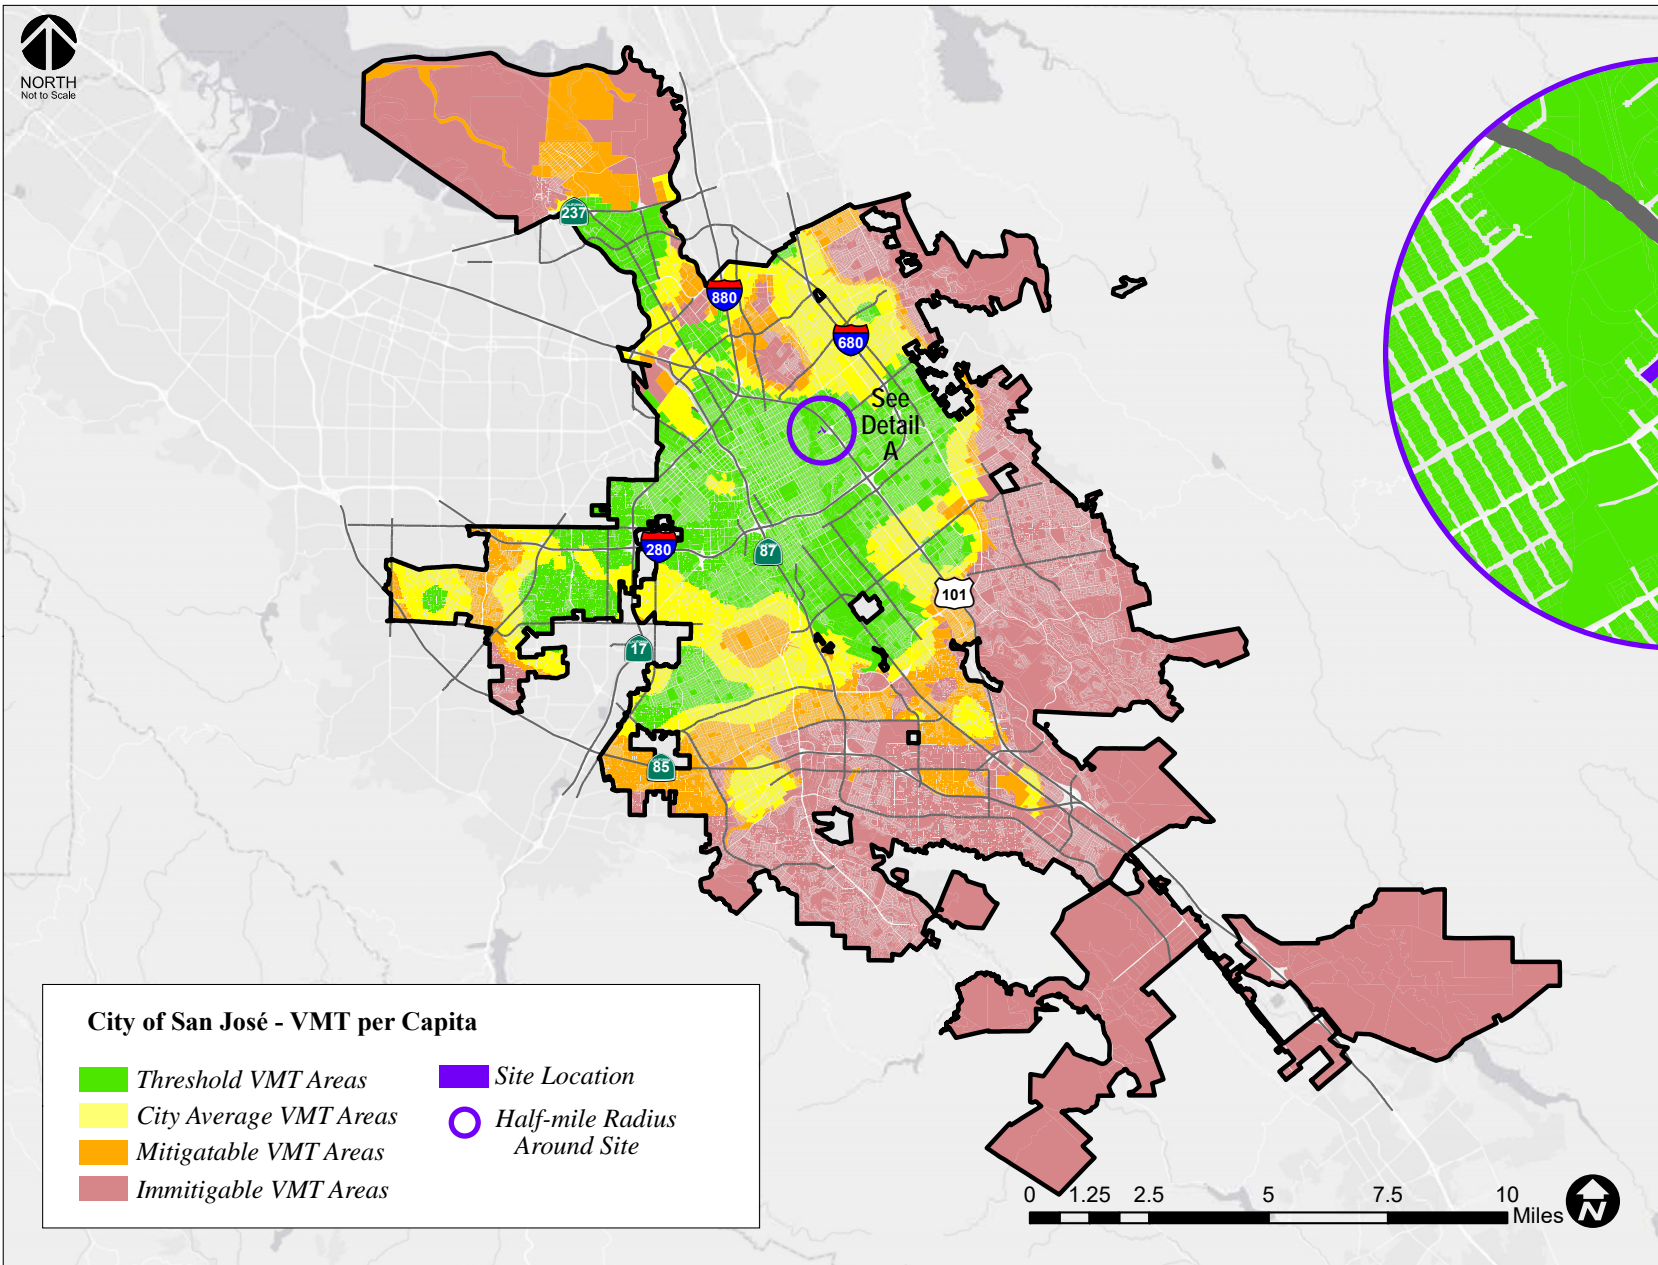 NORTH
Not to Scale
237
880
680
See
Detail
A
280
87
101
17
85
City of San José - VMT per Capita
Threshold VMT Areas
City Average VMT Areas
Mitigatable VMT Areas
Immitigable VMT Areas
Site Location
Half-mile Radius
Around Site
0 1.25 2.5 5 7.5 10
Miles
N